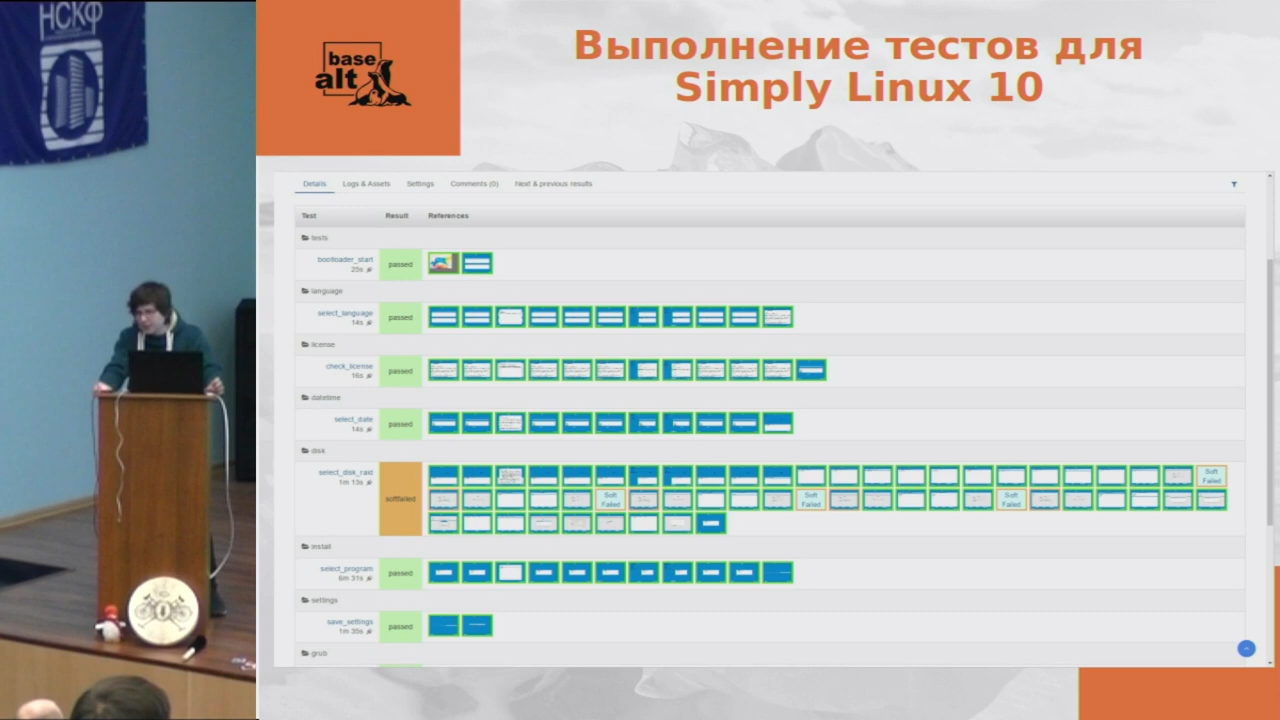 НСКФ
base
alt
Выполнение тестов для
Simply Linux 10
Details Logs & Assets Settings Comments (0) Next & previous results
Test Result References
tests
bootloader_start passed
25s
language
select_language passed
14s
license
check_license passed
16s
datetime
select_date passed
14s
disk
select_disk_raid softfailed
1m 13s
Soft
Failed
Soft
Failed
Soft
Failed
Soft
Failed
install
select_program passed
6m 31s
settings
save_settings passed
1m 35s
grub